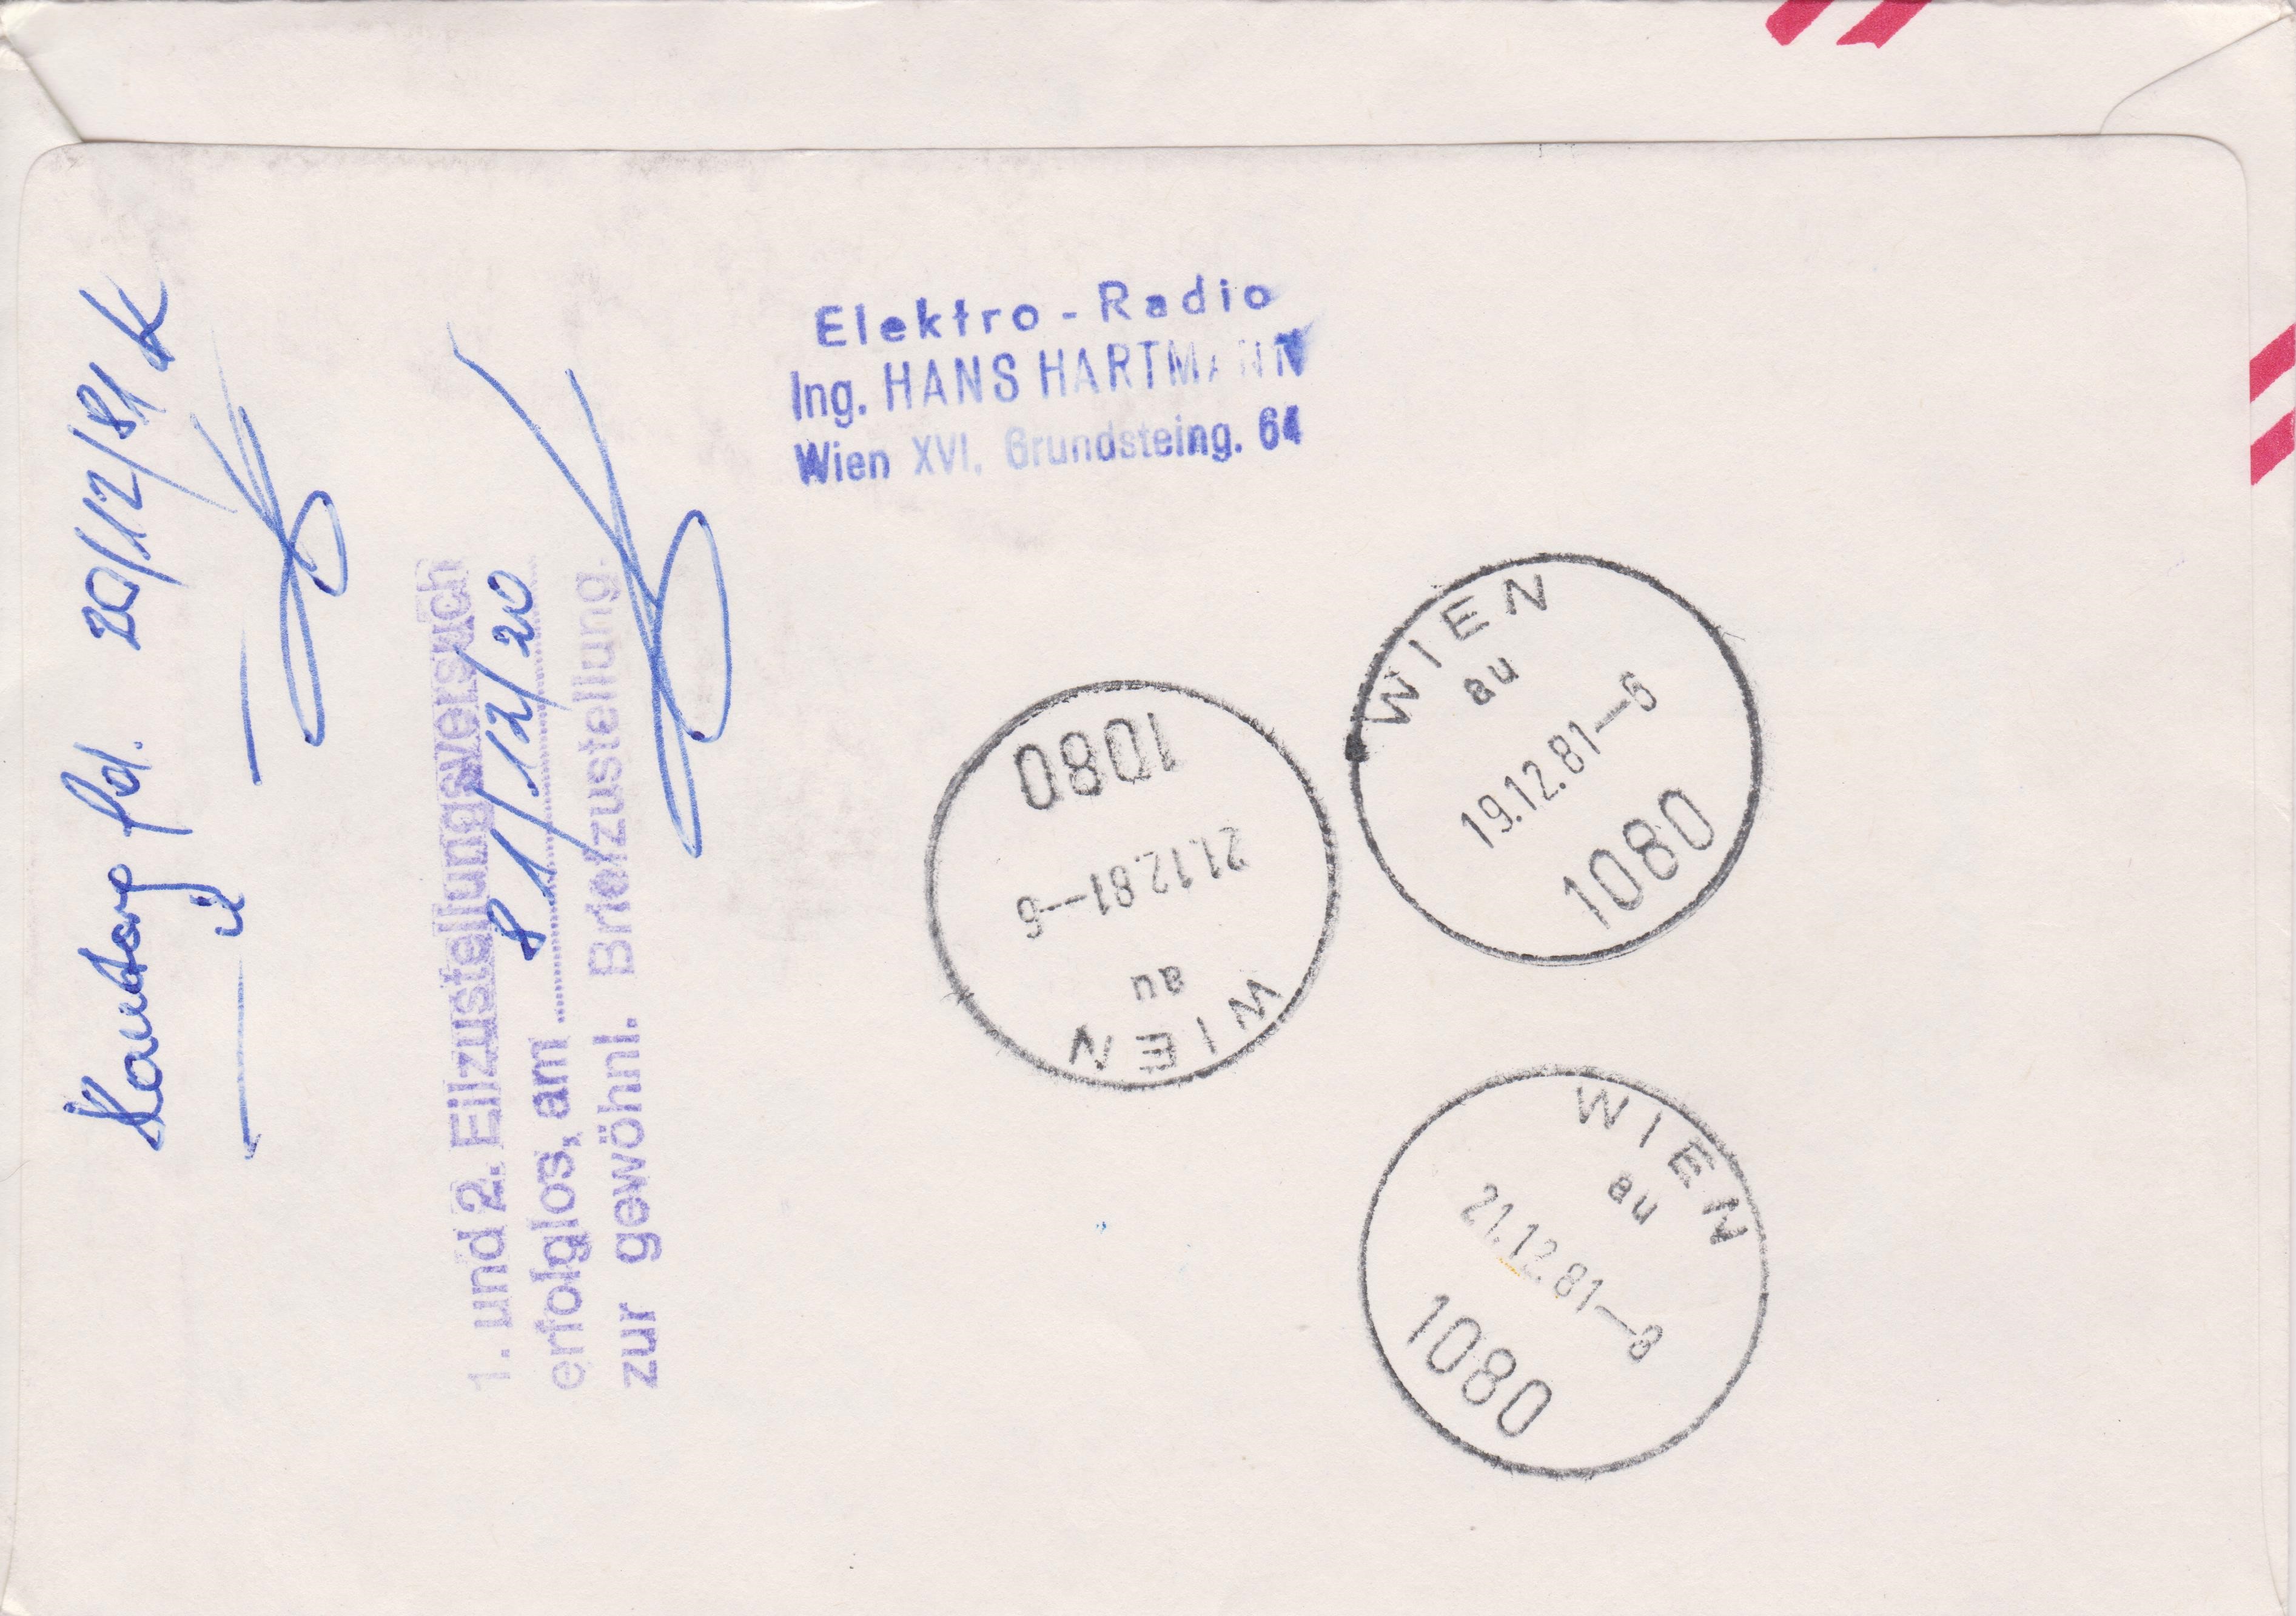 Elektro-Radio
Ing. HANS HARTMANN
Wien XVI, Grundsteing. 64
20/12/81
1. und 2. Eilzustellungsversuch
erfolglos, am 81/12/20
zur gewöhnl. Briefzustellung.
WIEN
au
19.12.81-6
1080
1080
21.12.81-6
au
WIEN
WIEN
au
21.12.81-8
1080